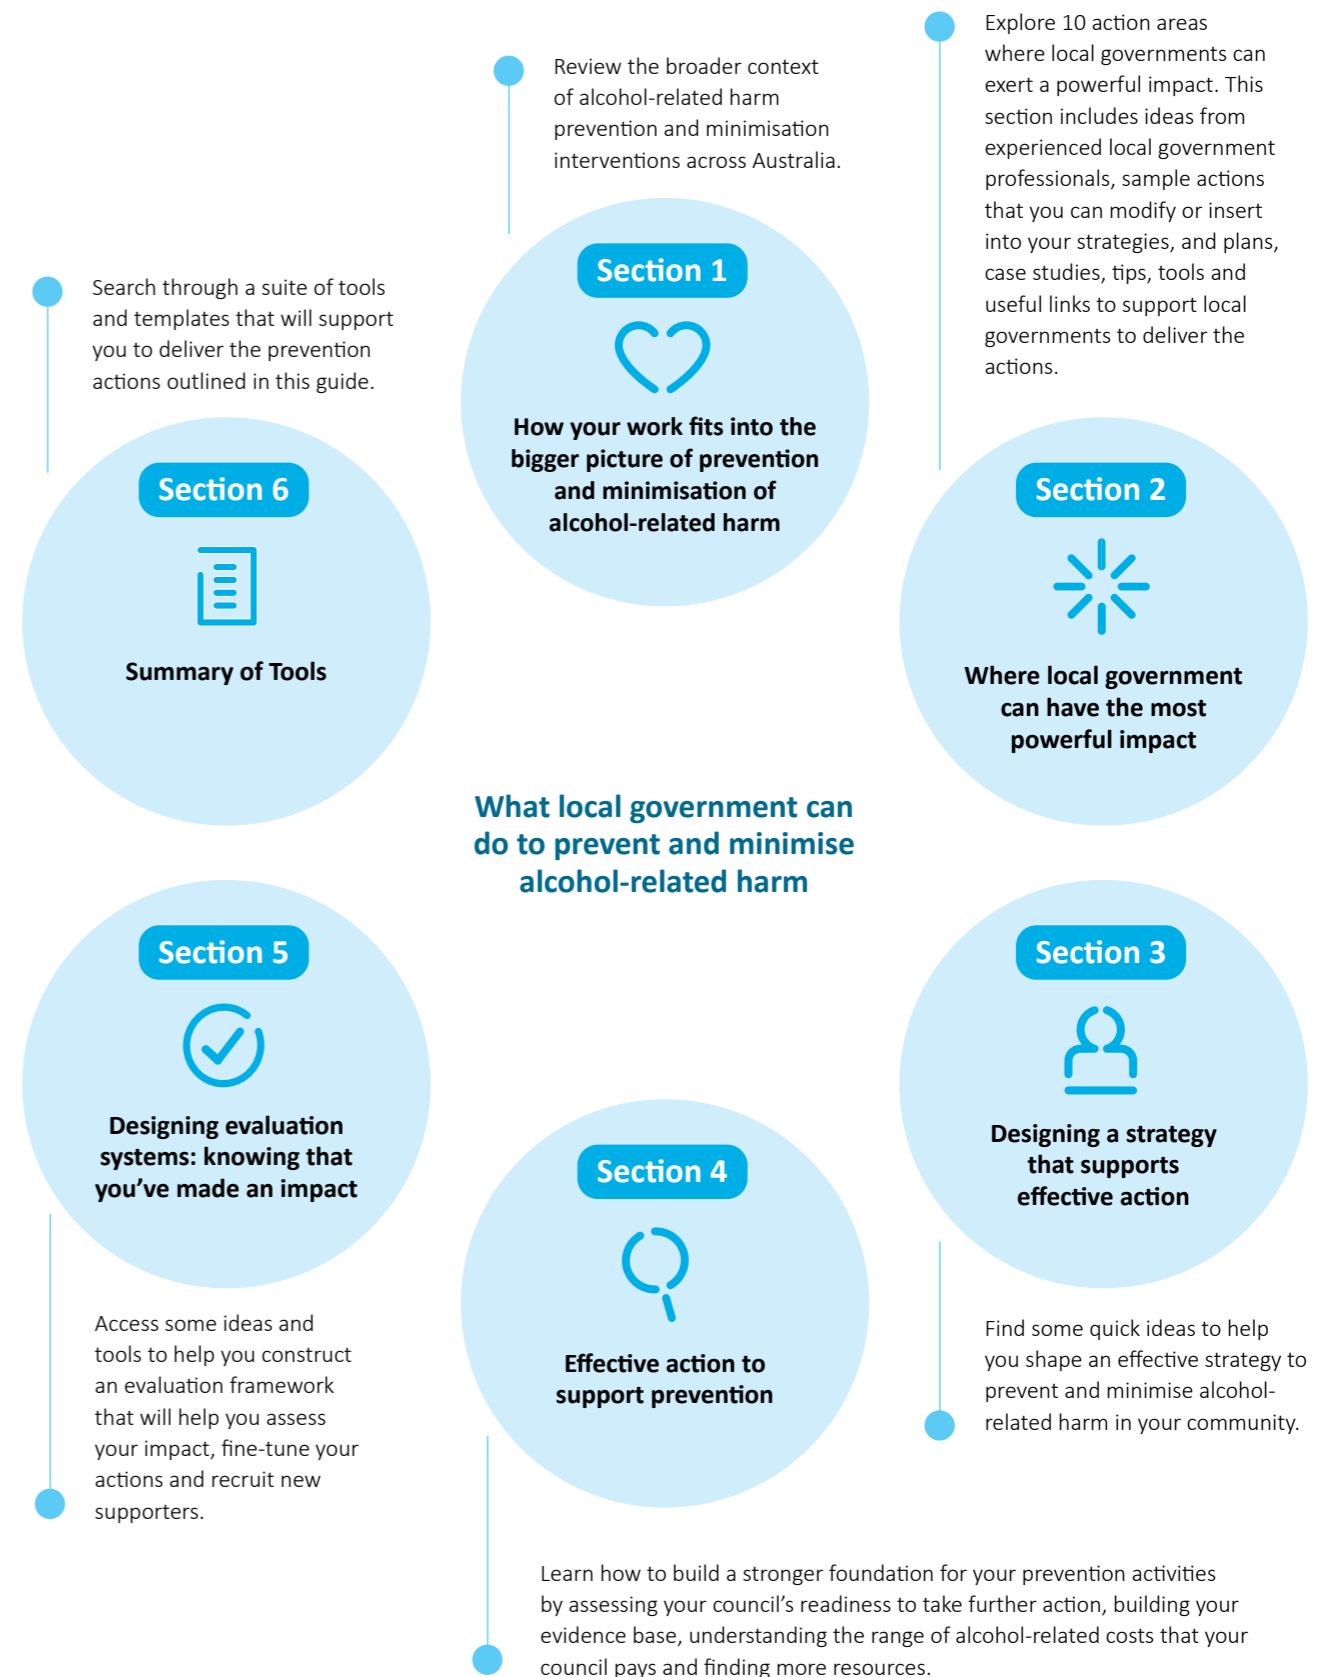 Review the broader context
of alcohol-related harm
prevention and minimisation
interventions across Australia.
Section 1
How your work fits into the
bigger picture of prevention
and minimisation of
alcohol-related harm
Explore 10 action areas
where local governments can
exert a powerful impact. This
section includes ideas from
experienced local government
professionals, sample actions
that you can modify or insert
into your strategies, and plans,
case studies, tips, tools and
useful links to support local
governments to deliver the
actions.
Section 2
Where local government
can have the most
powerful impact
What local government can
do to prevent and minimise
alcohol-related harm
Section 3
Designing a strategy
that supports
effective action
Find some quick ideas to help
you shape an effective strategy to
prevent and minimise alcohol-
related harm in your community.
Section 4
Effective action to
support prevention
Learn how to build a stronger foundation for your prevention activities
by assessing your council’s readiness to take further action, building your
evidence base, understanding the range of alcohol-related costs that your
council pays and finding more resources.
Section 5
Designing evaluation
systems: knowing that
you’ve made an impact
Access some ideas and
tools to help you construct
an evaluation framework
that will help you assess
your impact, fine-tune your
actions and recruit new
supporters.
Search through a suite of tools
and templates that will support
you to deliver the prevention
actions outlined in this guide.
Section 6
Summary of Tools